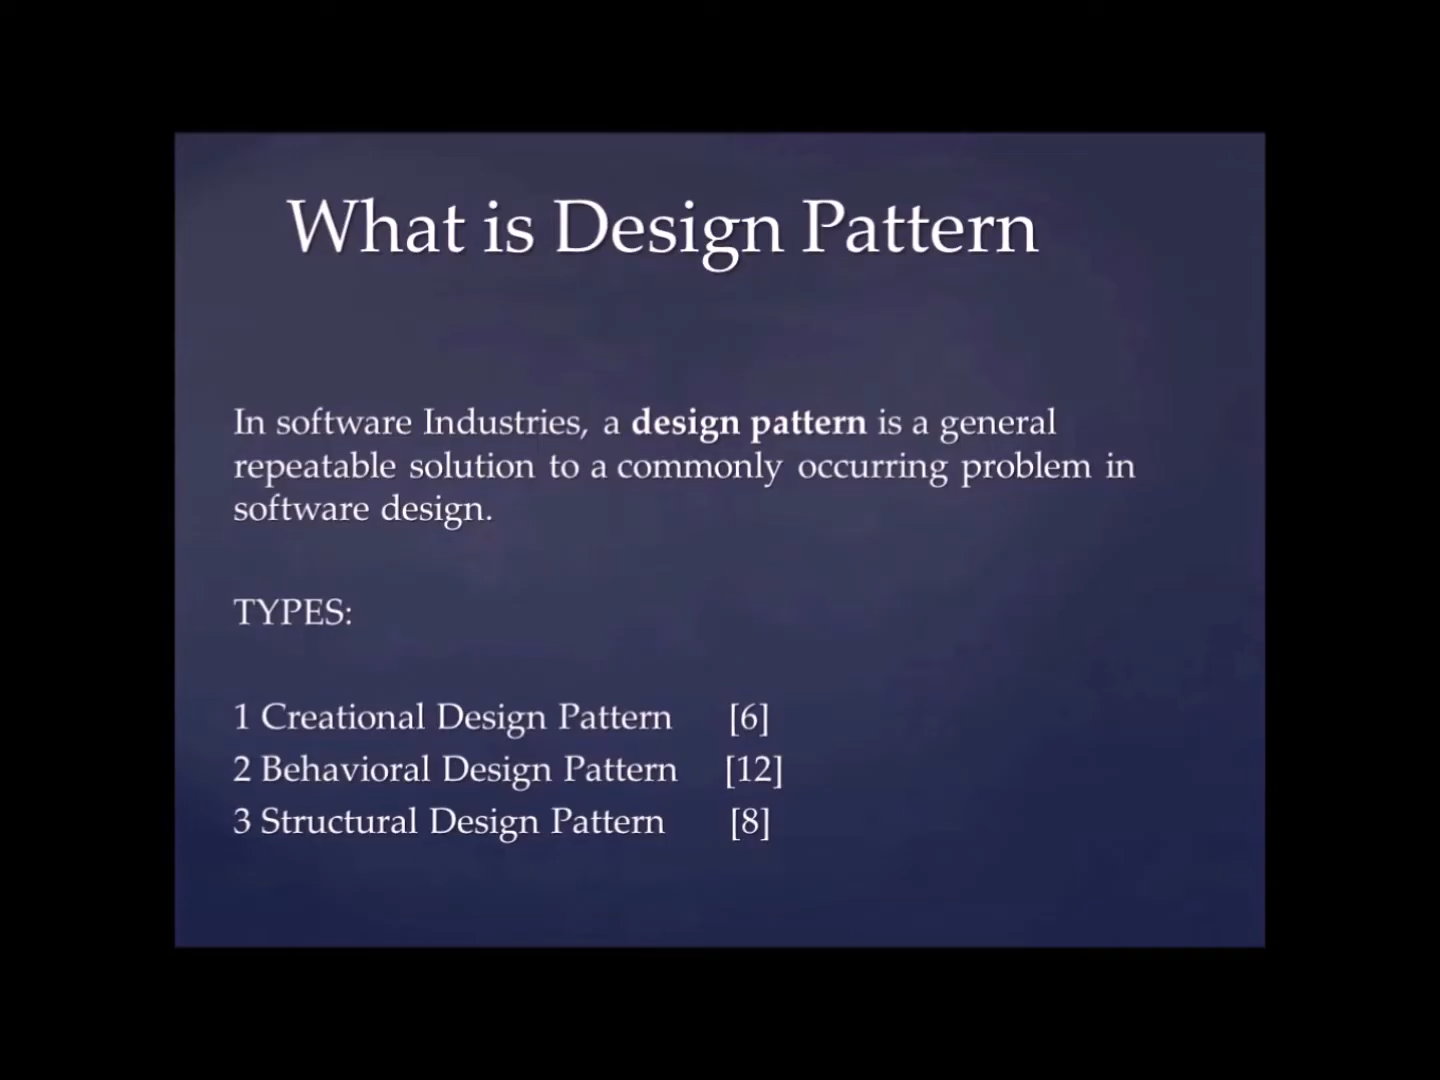 What is Design Pattern
In software Industries, a design pattern is a general
repeatable solution to a commonly occurring problem in
software design.
TYPES:
1 Creational Design Pattern [6]
2 Behavioral Design Pattern [12]
3 Structural Design Pattern [8]